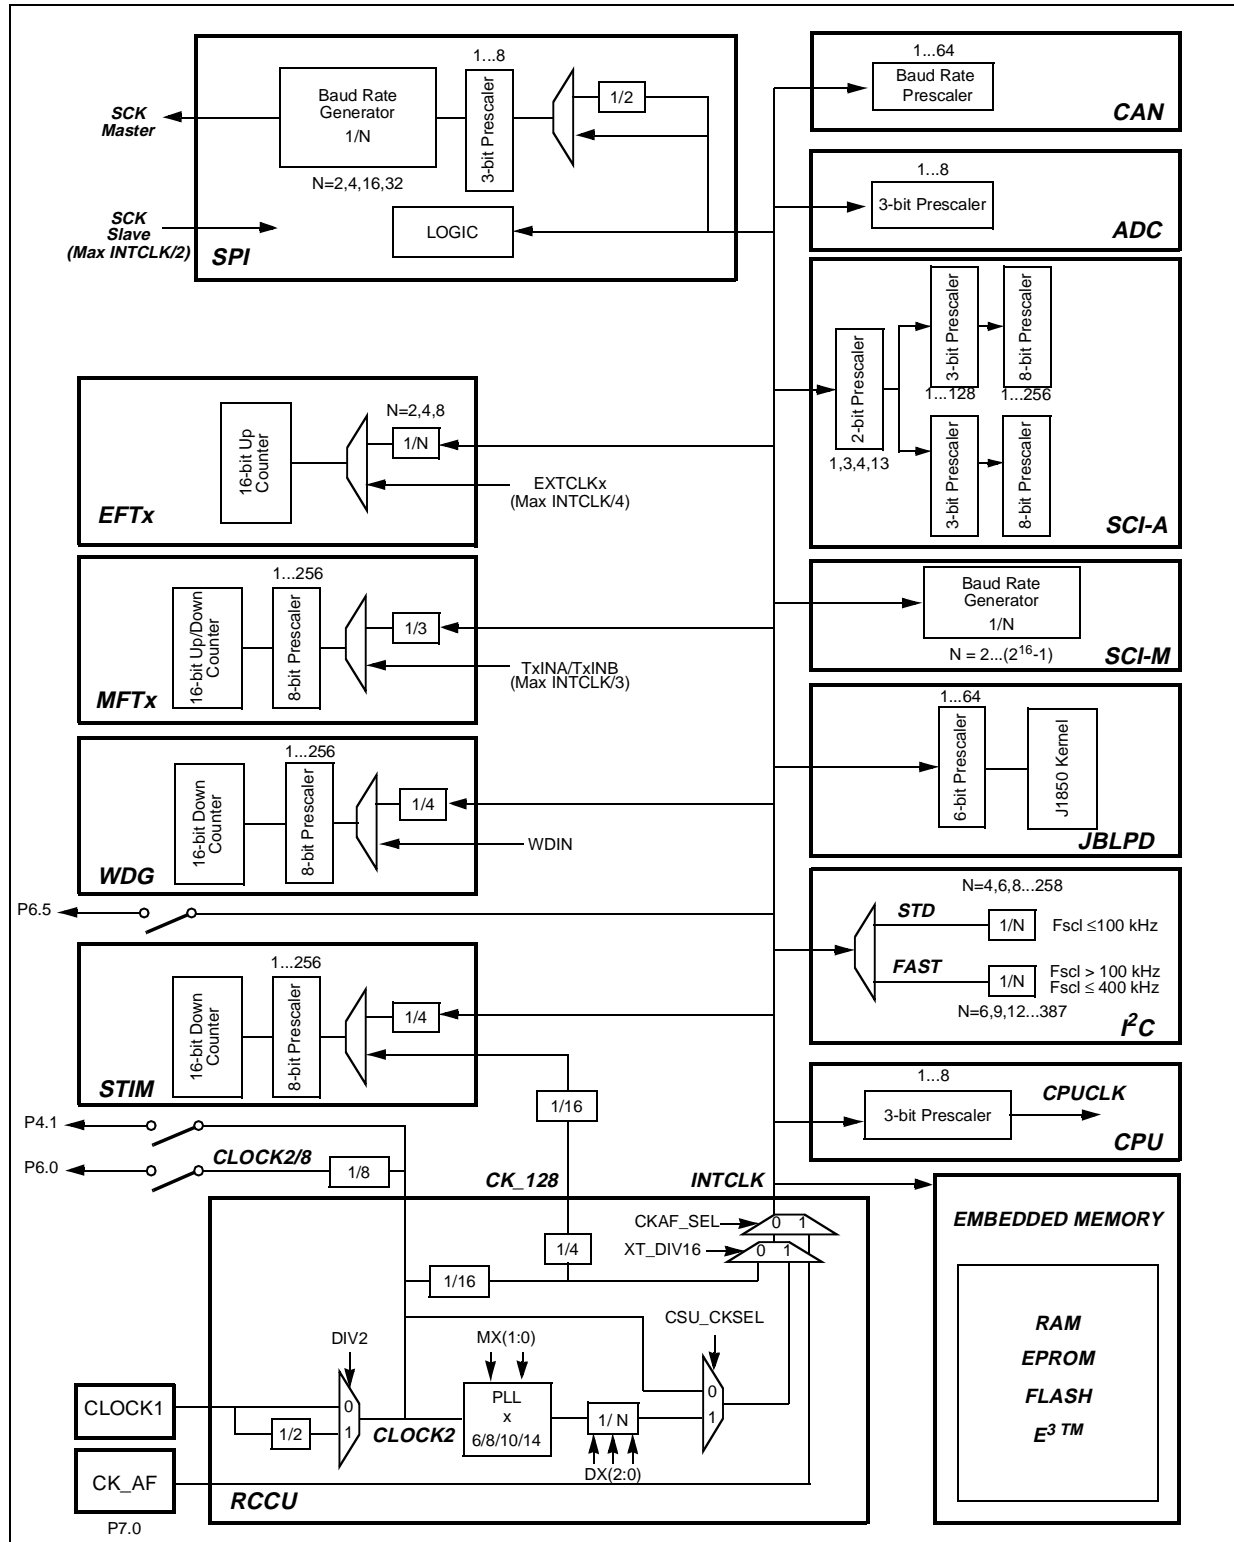 1...8
Baud Rate
Generator
1/N
3-bit Prescaler
1/2
SCK
Master
N=2,4,16,32
SCK
Slave
(Max INTCLK/2)
LOGIC
SPI
1...64
Baud Rate
Prescaler
CAN
1...8
3-bit Prescaler
ADC
2-bit Prescaler
1,3,4,13
3-bit Prescaler
1...128
8-bit Prescaler
1...256
3-bit Prescaler
8-bit Prescaler
SCI-A
N=2,4,8
16-bit Up
Counter
1/N
EXTCLKx
(Max INTCLK/4)
EFTx
1...256
16-bit Up/Down
Counter
8-bit Prescaler
1/3
TxINA/TxINB
(Max INTCLK/3)
MFTx
Baud Rate
Generator
1/N
N = 2...(2¹⁶-1)
SCI-M
1...64
6-bit Prescaler
J1850 Kernel
JBLPD
1...256
16-bit Down
Counter
8-bit Prescaler
1/4
WDIN
WDG
P6.5
N=4,6,8...258
STD
1/N
Fscl ≤100 kHz
FAST
1/N
Fscl > 100 kHz
Fscl ≤ 400 kHz
N=6,9,12...387
I²C
1...256
16-bit Down
Counter
8-bit Prescaler
1/4
STIM
1/16
1...8
3-bit Prescaler
CPUCLK
CPU
P4.1
P6.0
CLOCK2/8
1/8
CK_128
INTCLK
CKAF_SEL
0 1
XT_DIV16
0 1
1/4
1/16
CSU_CKSEL
DIV2
MX(1:0)
CLOCK1
1/2
0
1
CLOCK2
PLL
x
6/8/10/14
1/ N
0
1
DX(2:0)
CK_AF
P7.0
RCCU
EMBEDDED MEMORY
RAM
EPROM
FLASH
E³ ™